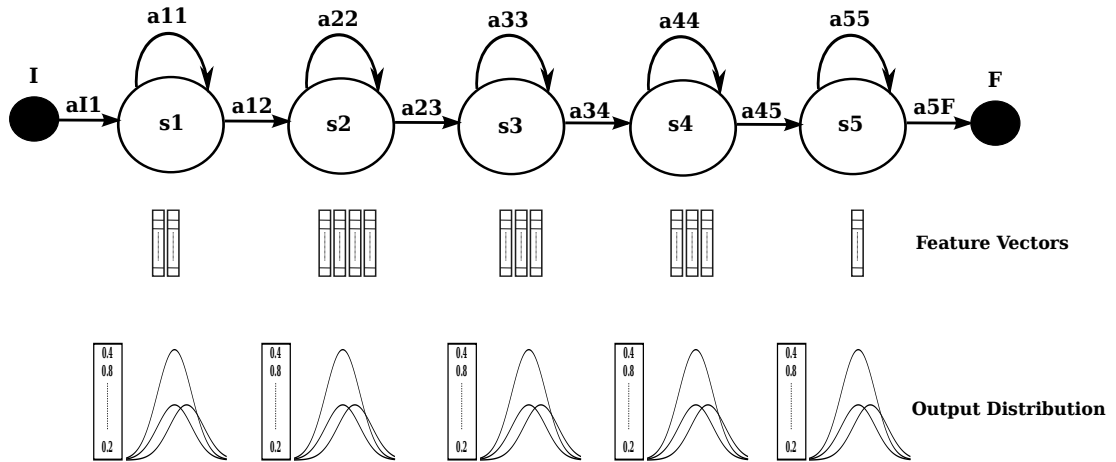 a11 a22 a33 a44 a55
I F
aI1 a12 a23 a34 a45 a5F
s1 s2 s3 s4 s5
Feature Vectors
0.4 0.4 0.4 0.4 0.4
0.8 0.8 0.8 0.8 0.8
Output Distribution
0.2 0.2 0.2 0.2 0.2